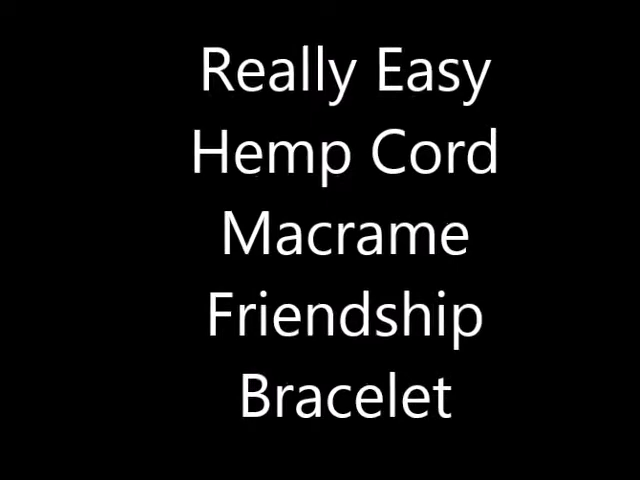 Really Easy
Hemp Cord
Macrame
Friendship
Bracelet